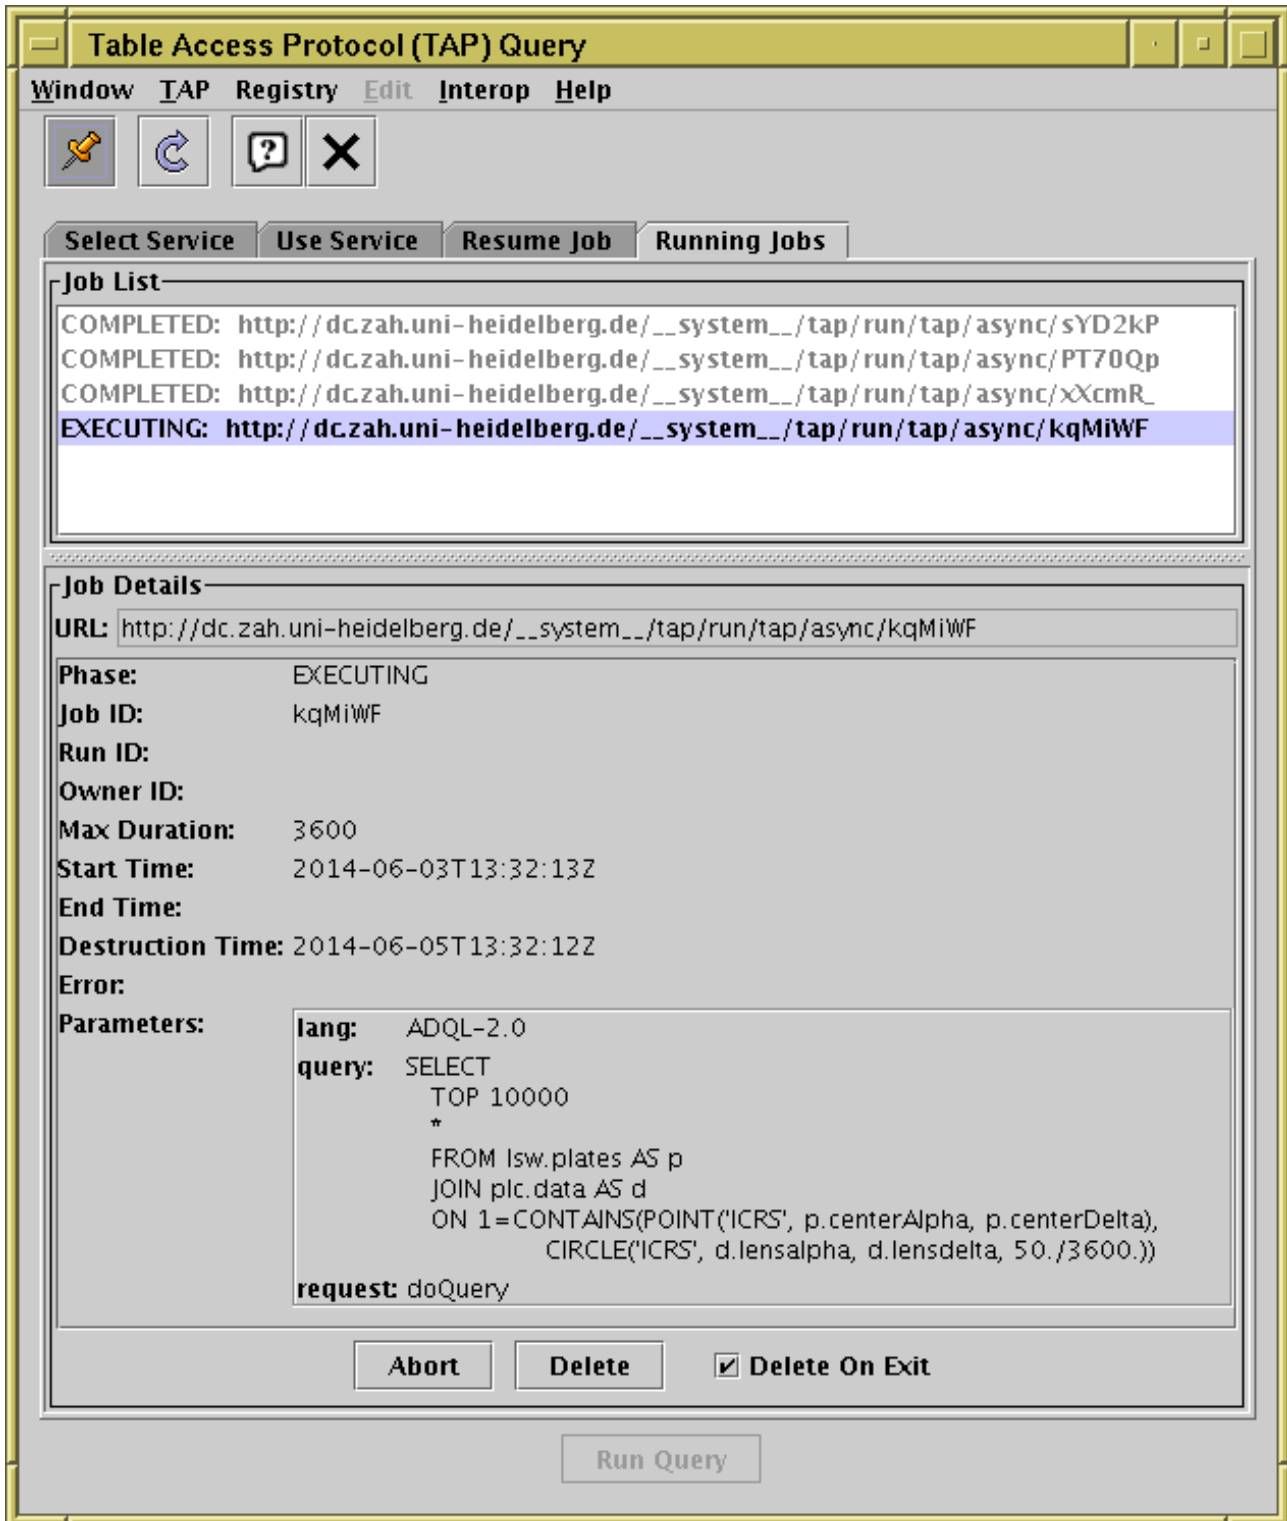 Table Access Protocol (TAP) Query
Window TAP Registry Edit Interop Help
Select Service Use Service Resume Job Running Jobs
Job List
COMPLETED: http://dc.zah.uni-heidelberg.de/__system__/tap/run/tap/async/sYD2kP
COMPLETED: http://dc.zah.uni-heidelberg.de/__system__/tap/run/tap/async/PT70Qp
COMPLETED: http://dc.zah.uni-heidelberg.de/__system__/tap/run/tap/async/xXcmR_
EXECUTING: http://dc.zah.uni-heidelberg.de/__system__/tap/run/tap/async/kqMiWF
Job Details
URL: http://dc.zah.uni-heidelberg.de/__system__/tap/run/tap/async/kqMiWF
Phase: EXECUTING
Job ID: kqMiWF
Run ID:
Owner ID:
Max Duration: 3600
Start Time: 2014-06-03T13:32:13Z
End Time:
Destruction Time: 2014-06-05T13:32:12Z
Error:
Parameters: lang: ADQL-2.0
query: SELECT
TOP 10000
*
FROM lsw.plates AS p
JOIN plc.data AS d
ON 1=CONTAINS(POINT('ICRS', p.centerAlpha, p.centerDelta),
CIRCLE('ICRS', d.lensalpha, d.lensdelta, 50./3600.))
request: doQuery
Abort Delete Delete On Exit
Run Query